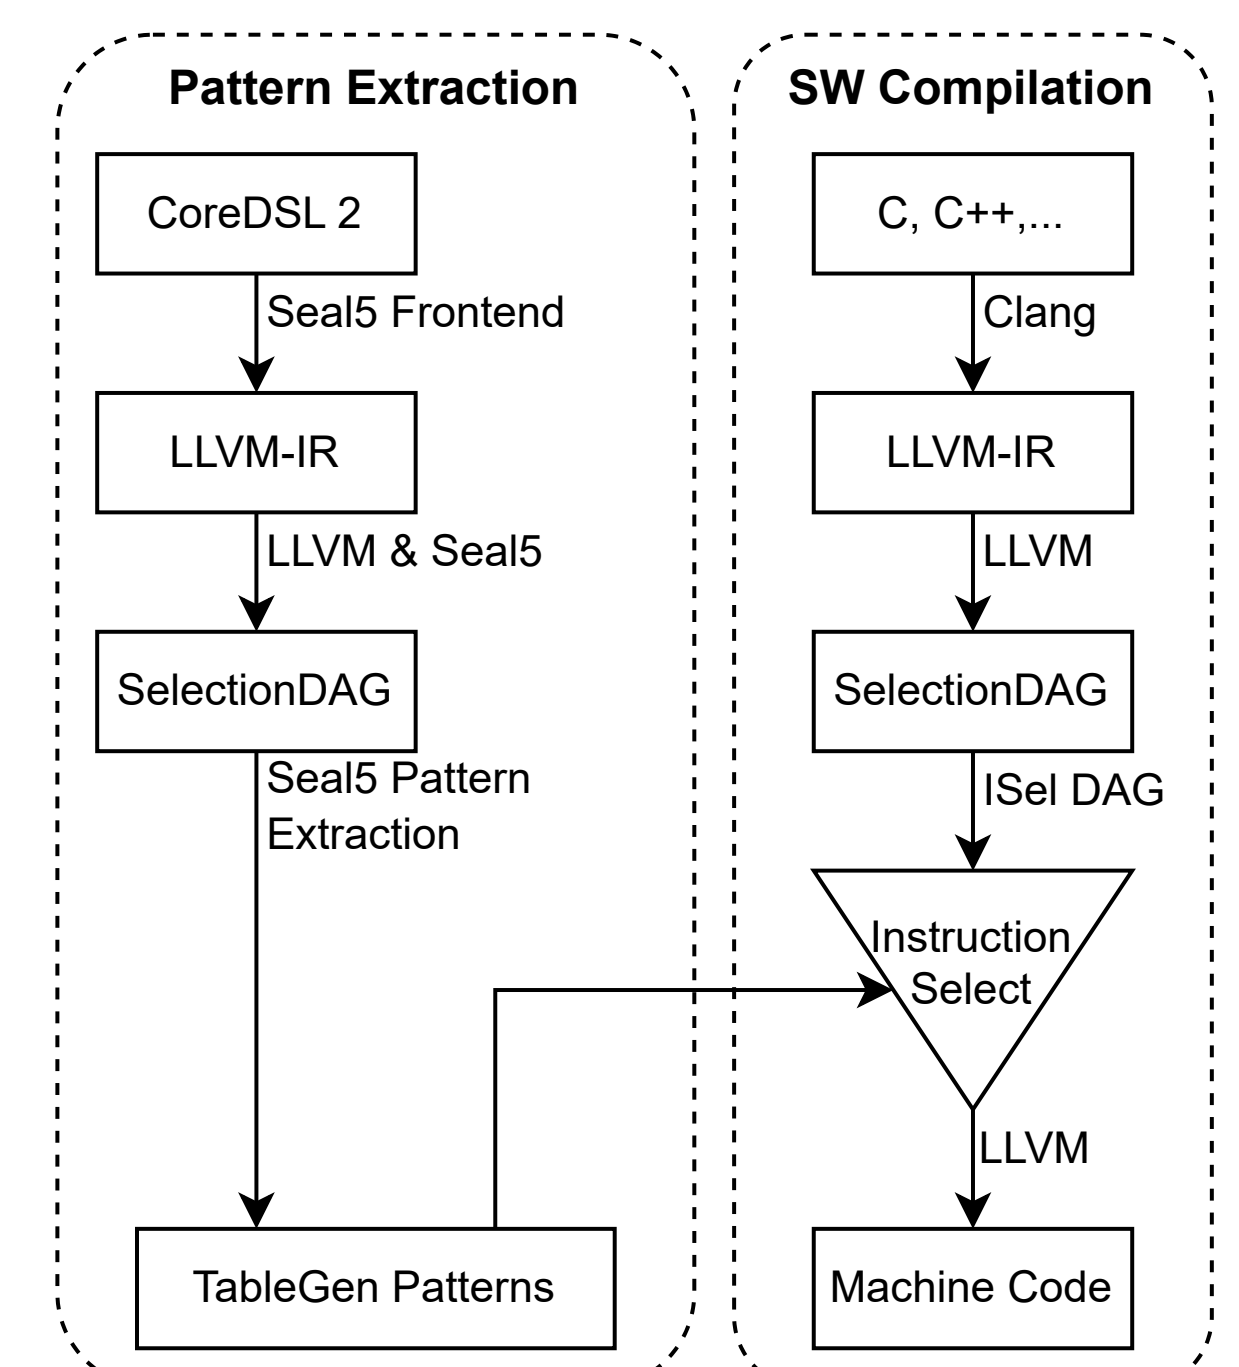 Pattern Extraction
CoreDSL 2
Seal5 Frontend
LLVM-IR
LLVM & Seal5
SelectionDAG
Seal5 Pattern
Extraction
TableGen Patterns
SW Compilation
C, C++,...
Clang
LLVM-IR
LLVM
SelectionDAG
ISel DAG
Instruction
Select
LLVM
Machine Code